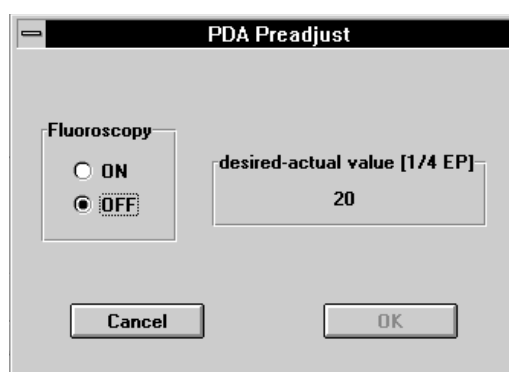 PDA Preadjust
Fluoroscopy
ON
OFF
desired-actual value [1/4 EP]
20
Cancel
OK